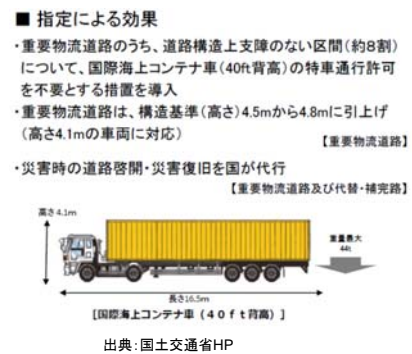 ■ 指定による効果
・重要物流道路のうち、道路構造上支障のない区間(約8割)
について、国際海上コンテナ車(40ft背高)の特車通行許可
を不要とする措置を導入
・重要物流道路は、構造基準(高さ)4.5mから4.8mに引上げ
(高さ4.1mの車両に対応)
【重要物流道路】
・災害時の道路啓開・災害復旧を国が代行
【重要物流道路及び代替・補完路】
高さ4.1m
重量最大
44t
長さ16.5m
[国際海上コンテナ車(40ft背高)]
出典:国土交通省HP